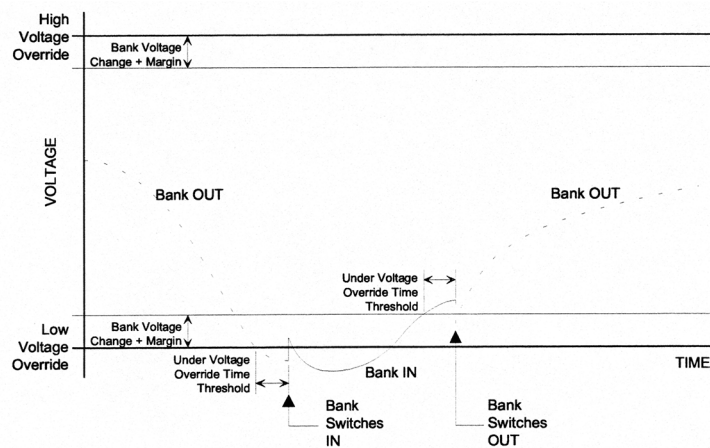 High
Voltage
Override
Bank Voltage
Change + Margin
VOLTAGE
Bank OUT
Bank OUT
Under Voltage
Override Time
Threshold
Low
Voltage
Override
Bank Voltage
Change + Margin
Under Voltage
Override Time
Threshold
Bank IN
TIME
Bank
Switches
IN
Bank
Switches
OUT